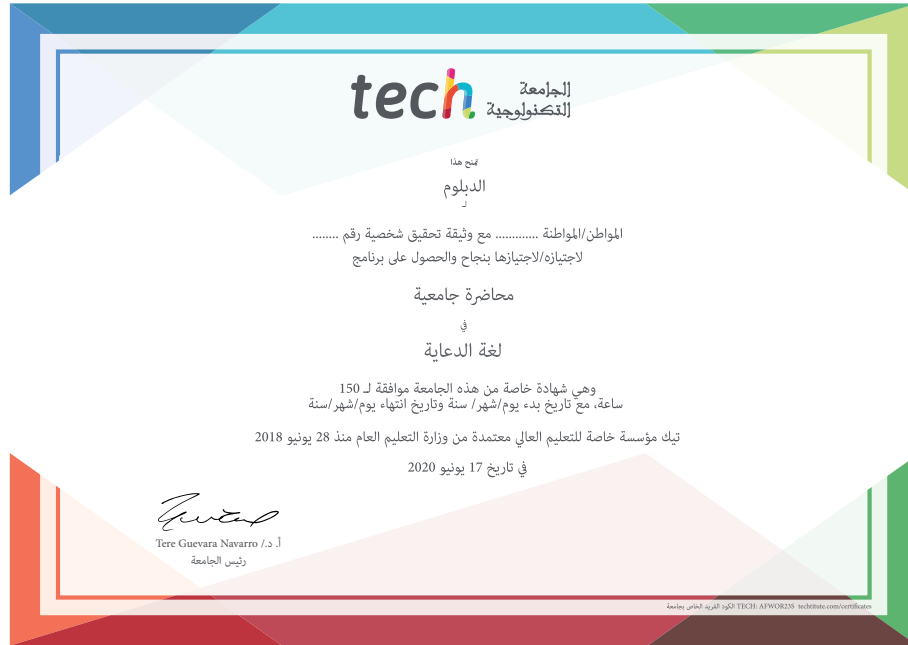 tech الجامعة
التكنولوجية
تمنح هذا
الدبلوم
لـ
المواطن/المواطنة ............. مع وثيقة تحقيق شخصية رقم ........
لاجتيازه/لاجتيازها بنجاح والحصول على برنامج
محاضرة جامعية
في
لغة الدعاية
وهي شهادة خاصة من هذه الجامعة موافقة لـ 150
ساعة، مع تاريخ بدء يوم/شهر/ سنة وتاريخ انتهاء يوم/شهر/سنة
تيك مؤسسة خاصة للتعليم العالي معتمدة من وزارة التعليم العام منذ 28 يونيو 2018
في تاريخ 17 يونيو 2020
أ. د./ Tere Guevara Navarro
رئيس الجامعة
الكود الفريد الخاص بجامعة TECH: AFWOR23S techtitute.com/certificates